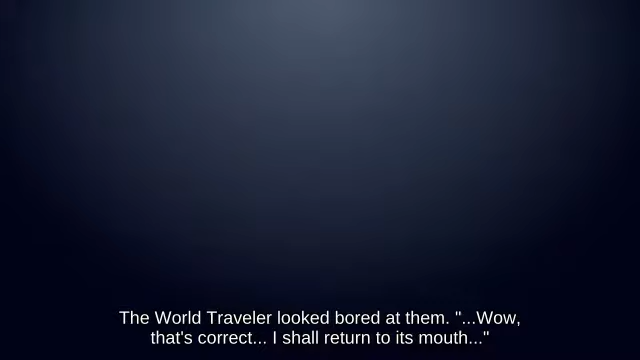 The World Traveler looked bored at them. "...Wow,
that's correct... I shall return to its mouth..."